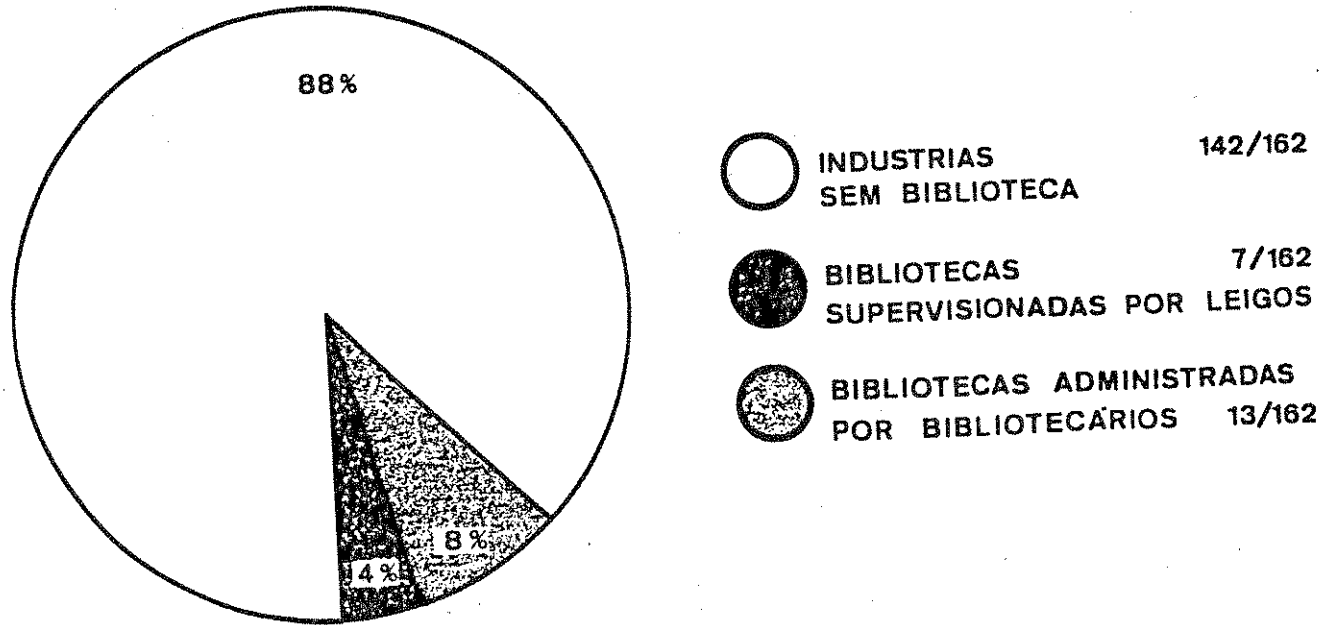 88%
INDUSTRIAS 142/162
SEM BIBLIOTECA
BIBLIOTECAS 7/162
SUPERVISIONADAS POR LEIGOS
BIBLIOTECAS ADMINISTRADAS
POR BIBLIOTECÁRIOS 13/162
8%
4%